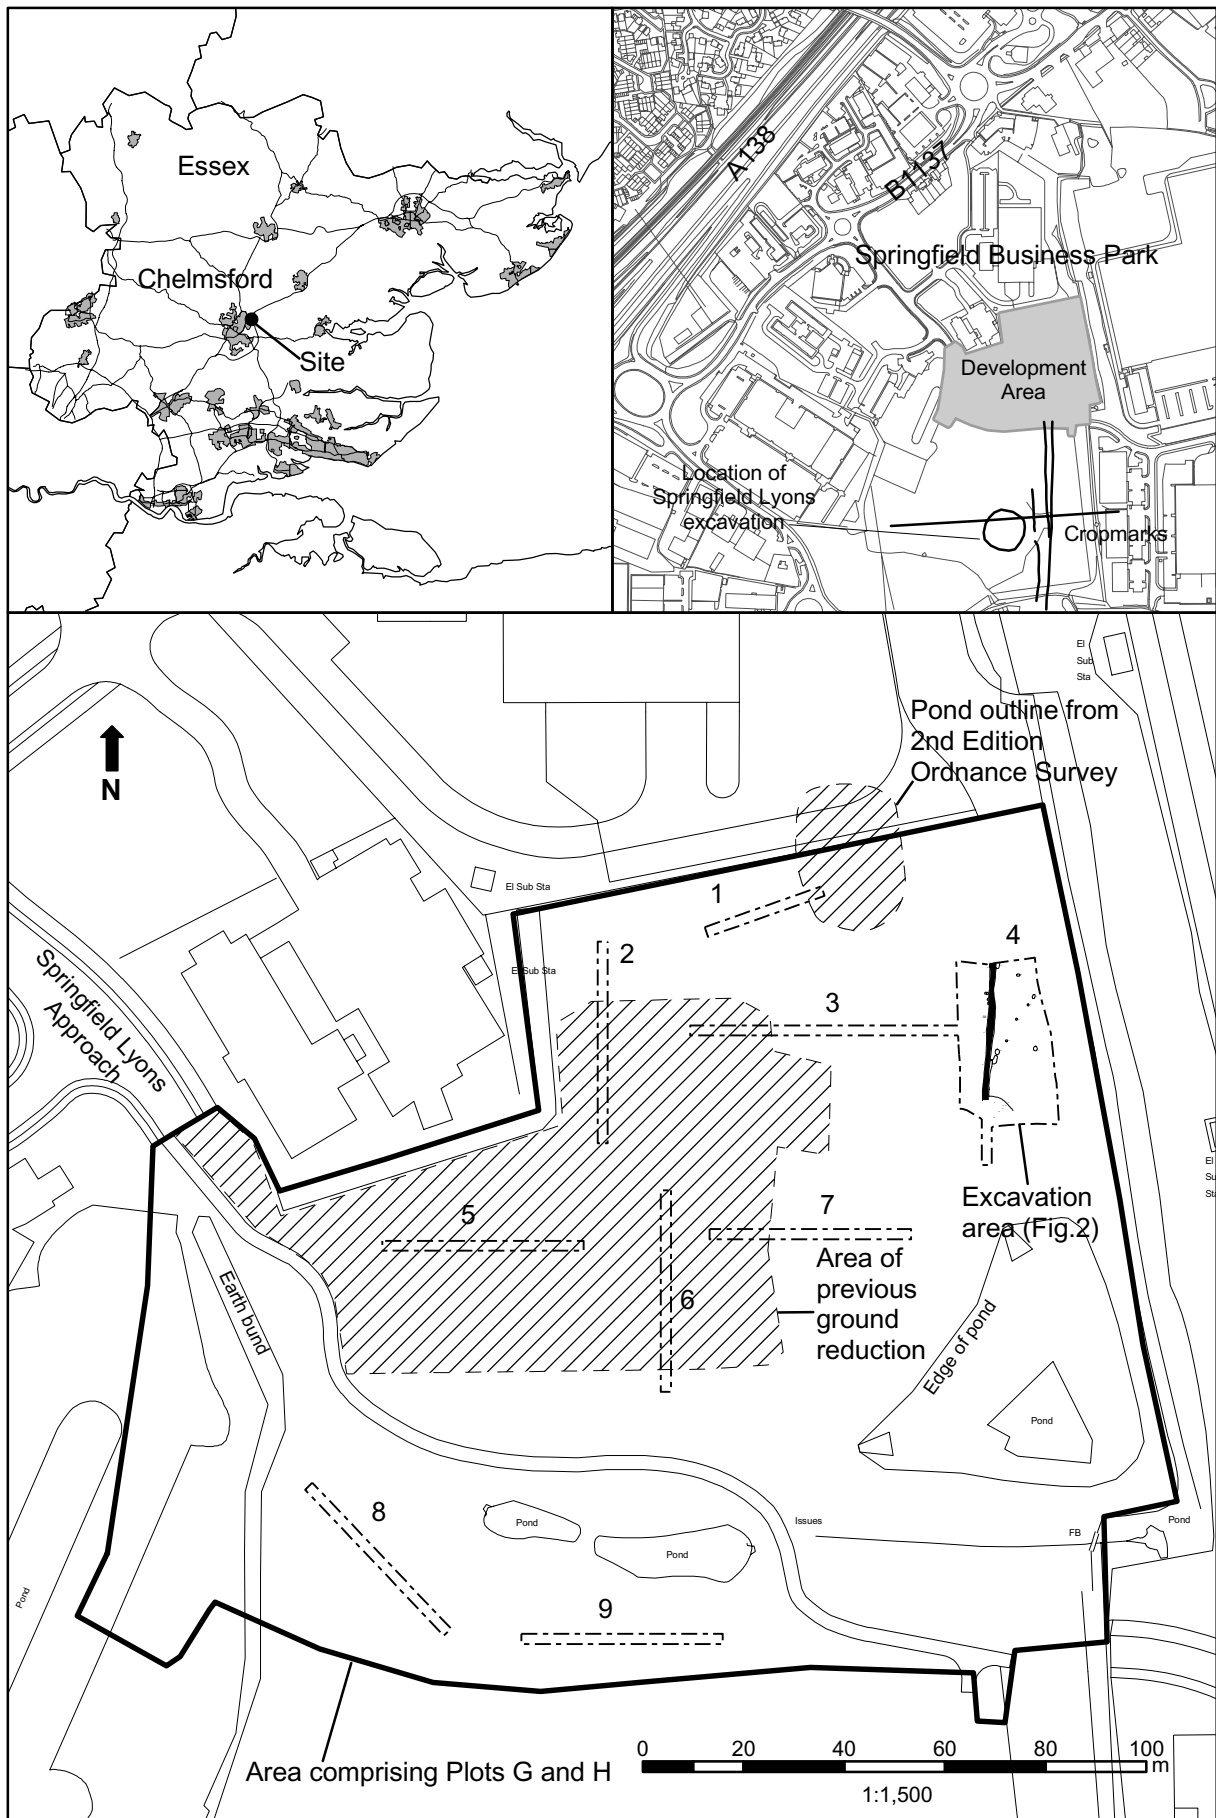 Essex
Chelmsford
Site
A138
B1137
Springfield Business Park
Development
Area
Location of
Springfield Lyons
excavation
Cropmarks
El
Sub
Sta
Pond outline from
2nd Edition
Ordnance Survey
N
El Sub Sta
1
2
El Sub Sta
3
4
Springfield Lyons
Approach
Excavation
area (Fig.2)
5
7
6
Area of
previous
ground
reduction
Earth bund
Edge of pond
Pond
El
Su
Sta
8
Pond
Pond
Issues
FB
Pond
Pond
9
Area comprising Plots G and H
0 20 40 60 80 100
m
1:1,500